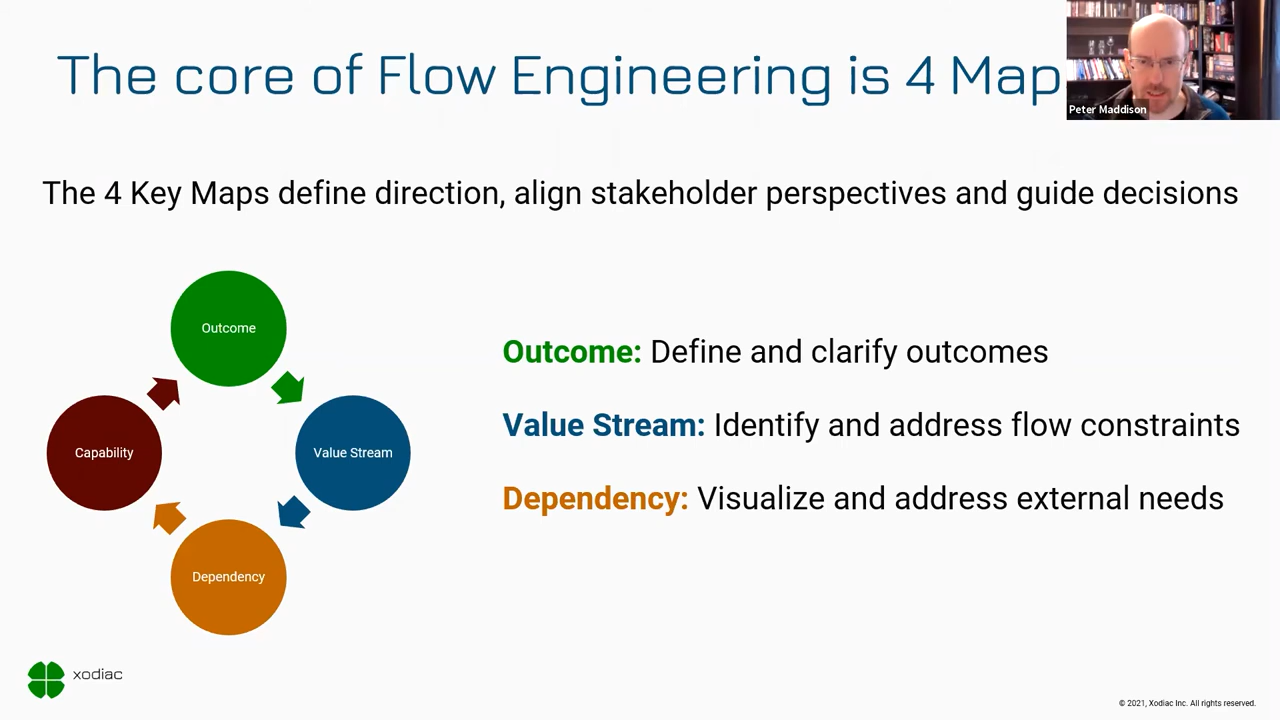 The core of Flow Engineering is 4 Map
Peter Maddison
The 4 Key Maps define direction, align stakeholder perspectives and guide decisions
Outcome
Capability
Value Stream
Dependency
Outcome: Define and clarify outcomes
Value Stream: Identify and address flow constraints
Dependency: Visualize and address external needs
xodiac
© 2021, Xodiac Inc. All rights reserved.